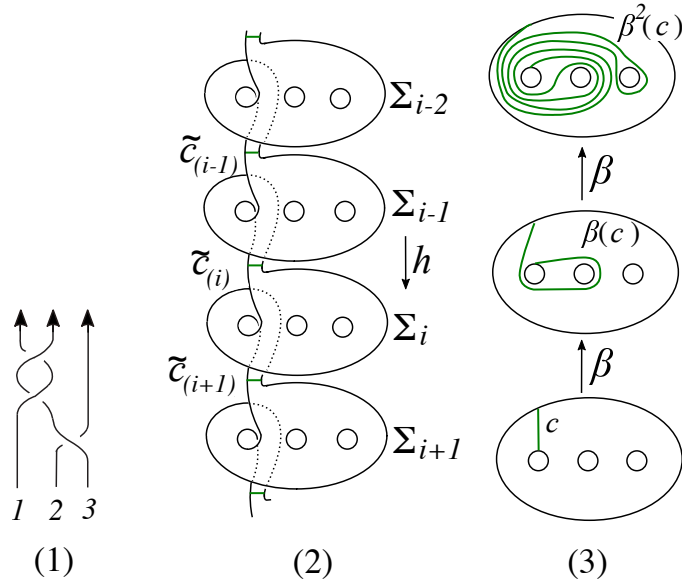 β²(c)
Σi-2
c̃(i-1)
β
Σi-1
β(c)
h
c̃(i)
Σi
c̃(i+1)
β
c
Σi+1
1 2 3
(1) (2) (3)